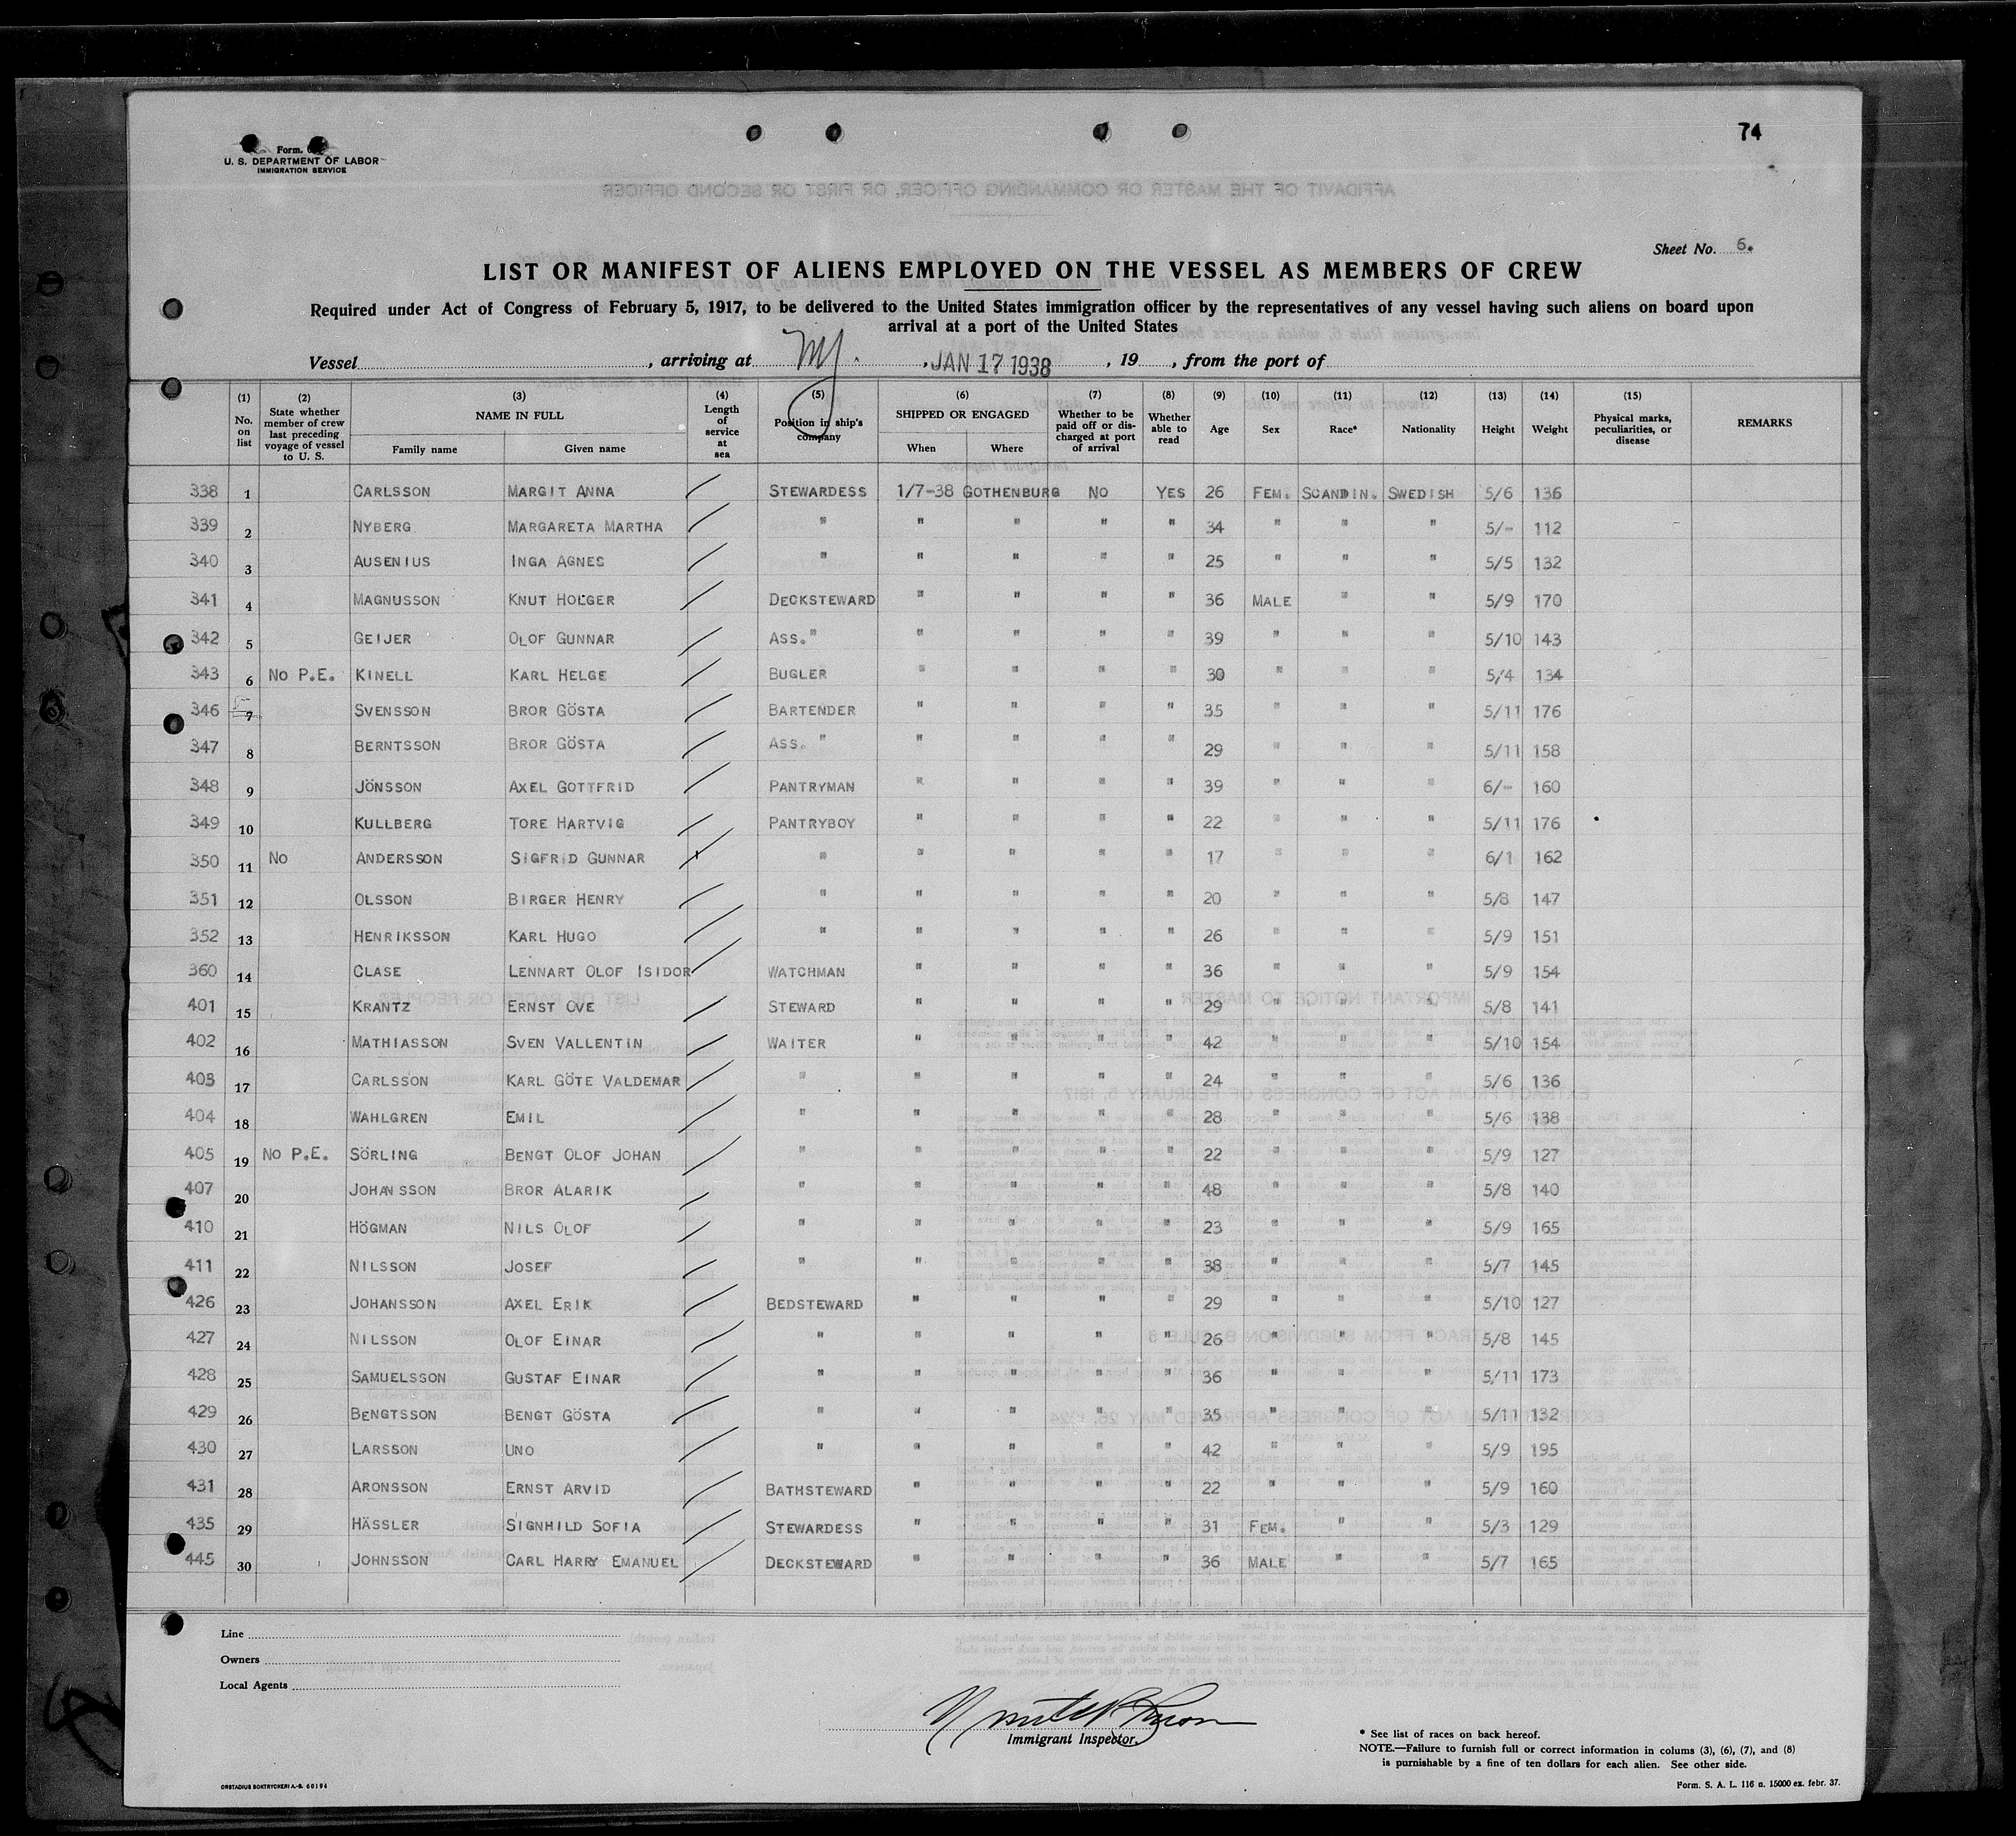 74
Form.
U. S. DEPARTMENT OF LABOR
IMMIGRATION SERVICE
Sheet No. 6.
LIST OR MANIFEST OF ALIENS EMPLOYED ON THE VESSEL AS MEMBERS OF CREW
Required under Act of Congress of February 5, 1917, to be delivered to the United States immigration officer by the representatives of any vessel having such aliens on board upon
arrival at a port of the United States
Vessel , arriving at NY. , JAN 17 1938 , 19 , from the port of
(1) No. on list (2) State whether member of crew last preceding voyage of vessel to U. S. (3) NAME IN FULL Family name Given name (4) Length of service at sea (5) Position in ship's company (6) SHIPPED OR ENGAGED When Where (7) Whether to be paid off or discharged at port of arrival (8) Whether able to read (9) Age (10) Sex (11) Race* (12) Nationality (13) Height (14) Weight (15) Physical marks, peculiarities, or disease REMARKS
338 1 CARLSSON MARGIT ANNA STEWARDESS 1/7-38 GOTHENBURG NO YES 26 FEM. SCANDIN. SWEDISH 5/6 136
339 2 NYBERG MARGARETA MARTHA " " " " " 34 " " " 5/- 112
340 3 AUSENIUS INGA AGNES " " " " " 25 " " " 5/5 132
341 4 MAGNUSSON KNUT HOLGER DECKSTEWARD " " " " 36 MALE " " 5/9 170
342 5 GEIJER OLOF GUNNAR ASS. " " " " " 39 " " " 5/10 143
343 6 NO P.E. KINELL KARL HELGE BUGLER " " " " 30 " " " 5/4 134
346 7 SVENSSON BROR GÖSTA BARTENDER " " " " 35 " " " 5/11 176
347 8 BERNTSSON BROR GÖSTA ASS. " " " " " 29 " " " 5/11 158
348 9 JÖNSSON AXEL GOTTFRID PANTRYMAN " " " " 39 " " " 6/- 160
349 10 KULLBERG TORE HARTVIG PANTRYBOY " " " " 22 " " " 5/11 176
350 11 NO ANDERSSON SIGFRID GUNNAR " " " " " 17 " " " 6/1 162
351 12 OLSSON BIRGER HENRY " " " " " 20 " " " 5/8 147
352 13 HENRIKSSON KARL HUGO " " " " " 26 " " " 5/9 151
360 14 CLASE LENNART OLOF ISIDOR WATCHMAN " " " " 36 " " " 5/9 154
401 15 KRANTZ ERNST OVE STEWARD " " " " 29 " " " 5/8 141
402 16 MATHIASSON SVEN VALLENTIN WAITER " " " " 42 " " " 5/10 154
403 17 CARLSSON KARL GÖTE VALDEMAR " " " " " 24 " " " 5/6 136
404 18 WAHLGREN EMIL " " " " " 28 " " " 5/6 138
405 19 NO P.E. SÖRLING BENGT OLOF JOHAN " " " " " 22 " " " 5/9 127
407 20 JOHANSSON BROR ALARIK " " " " " 48 " " " 5/8 140
410 21 HÖGMAN NILS OLOF " " " " " 23 " " " 5/9 165
411 22 NILSSON JOSEF " " " " " 38 " " " 5/7 145
426 23 JOHANSSON AXEL ERIK BEDSTEWARD " " " " 29 " " " 5/10 127
427 24 NILSSON OLOF EINAR " " " " " 26 " " " 5/8 145
428 25 SAMUELSSON GUSTAF EINAR " " " " " 36 " " " 5/11 173
429 26 BENGTSSON BENGT GÖSTA " " " " " 35 " " " 5/11 132
430 27 LARSSON UNO " " " " " 42 " " " 5/9 195
431 28 ARONSSON ERNST ARVID BATHSTEWARD " " " " 22 " " " 5/9 160
435 29 HÄSSLER SIGNHILD SOFIA STEWARDESS " " " " 31 FEM. " " 5/3 129
445 30 JOHNSSON CARL HARRY EMANUEL DECKSTEWARD " " " " 36 MALE " " 5/7 165
Line
Owners
Local Agents
Immigrant Inspector.
* See list of races on back hereof.
NOTE.—Failure to furnish full or correct information in colums (3), (6), (7), and (8)
is purnishable by a fine of ten dollars for each alien. See other side.
ORSTADIUS BOKTRYCKERI A.-B. 60194
Form. S. A. L. 116 a. 15000 ex. febr. 37.